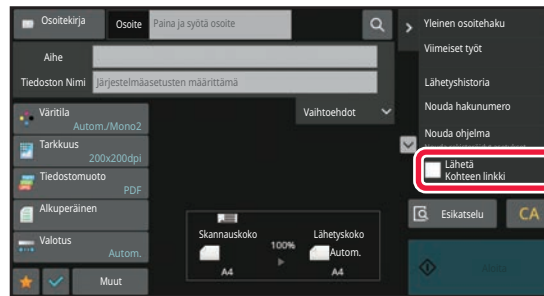 Osoitekirja
Osoite
Paina ja syötä osoite
Aihe
Tiedoston Nimi
Järjestelmäasetusten määrittämä
Väritila
Autom./Mono2
Tarkkuus
200x200dpi
Tiedostomuoto
PDF
Alkuperäinen
Valotus
Autom.
Muut
Vaihtoehdot
Skannauskoko
A4
100%
Lähetyskoko
Autom.
A4
Yleinen osoitehaku
Viimeiset työt
Lähetyshistoria
Nouda hakunumero
Nouda ohjelma
Lähetä
Kohteen linkki
Esikatselu
CA